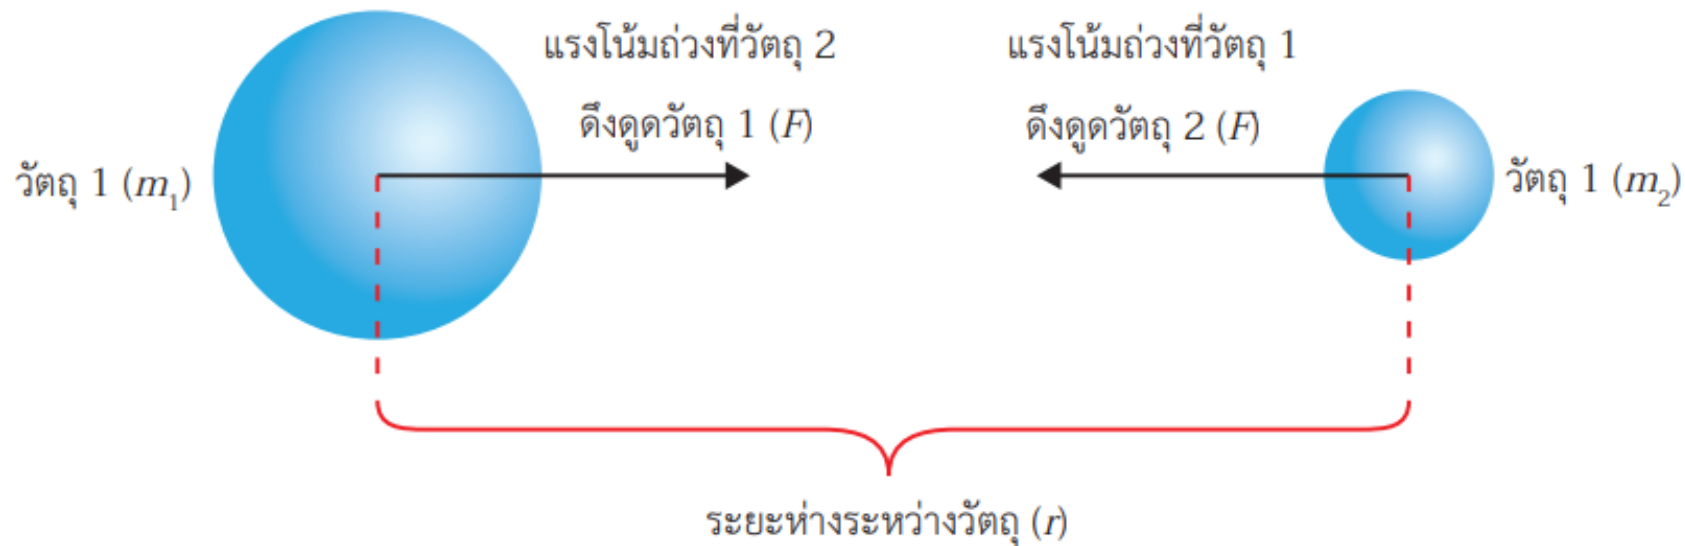 แรงโน้มถ่วงที่วัตถุ 2
ดึงดูดวัตถุ 1 (F)
แรงโน้มถ่วงที่วัตถุ 1
ดึงดูดวัตถุ 2 (F)
วัตถุ 1 (m₁)
วัตถุ 1 (m₂)
ระยะห่างระหว่างวัตถุ (r)